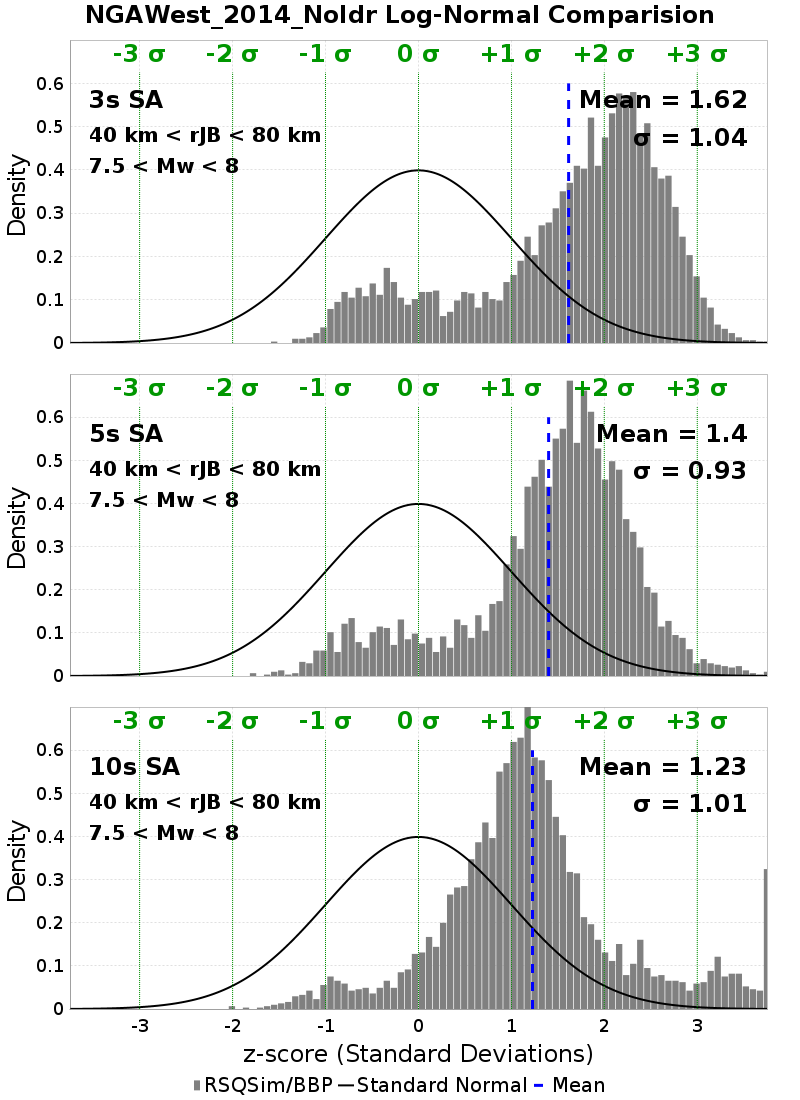 NGAWest_2014_NoIdr Log-Normal Comparision
-3 σ -2 σ -1 σ 0 σ +1 σ +2 σ +3 σ
0.6
3s SA
Mean = 1.62
0.5
40 km < rJB < 80 km
σ = 1.04
7.5 < Mw < 8
0.4
Density
0.3
0.2
0.1
0
-3 σ -2 σ -1 σ 0 σ +1 σ +2 σ +3 σ
0.6
5s SA
Mean = 1.4
0.5
40 km < rJB < 80 km
σ = 0.93
7.5 < Mw < 8
0.4
Density
0.3
0.2
0.1
0
-3 σ -2 σ -1 σ 0 σ +1 σ +2 σ +3 σ
0.6
10s SA
Mean = 1.23
0.5
40 km < rJB < 80 km
σ = 1.01
7.5 < Mw < 8
0.4
Density
0.3
0.2
0.1
0
-3 -2 -1 0 1 2 3
z-score (Standard Deviations)
RSQSim/BBP Standard Normal Mean